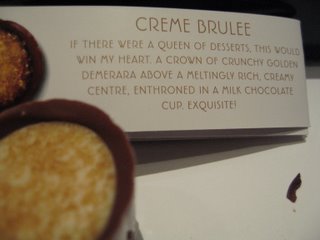 CREME BRULEE
IF THERE WERE A QUEEN OF DESSERTS, THIS WOULD
WIN MY HEART. A CROWN OF CRUNCHY GOLDEN
DEMERARA ABOVE A MELTINGLY RICH, CREAMY
CENTRE, ENTHRONED IN A MILK CHOCOLATE
CUP. EXQUISITE!